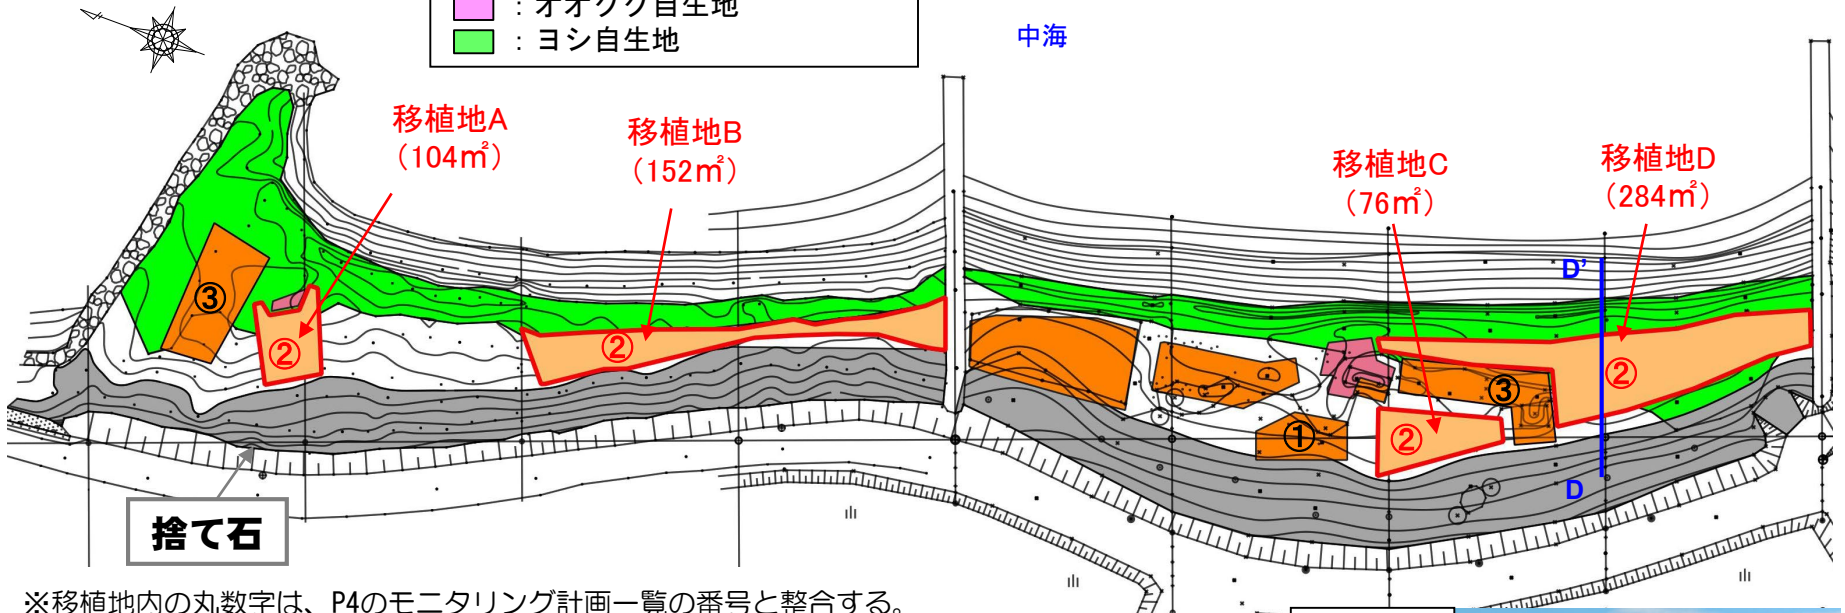 ：オオクグ自生地
：ヨシ自生地
中海
移植地A
（104㎡）
移植地B
（152㎡）
移植地C
（76㎡）
移植地D
（284㎡）
③
②
②
①
②
③
②
D'
D
捨て石
※移植地内の丸数字は、P4のモニタリング計画一覧の番号と整合する。